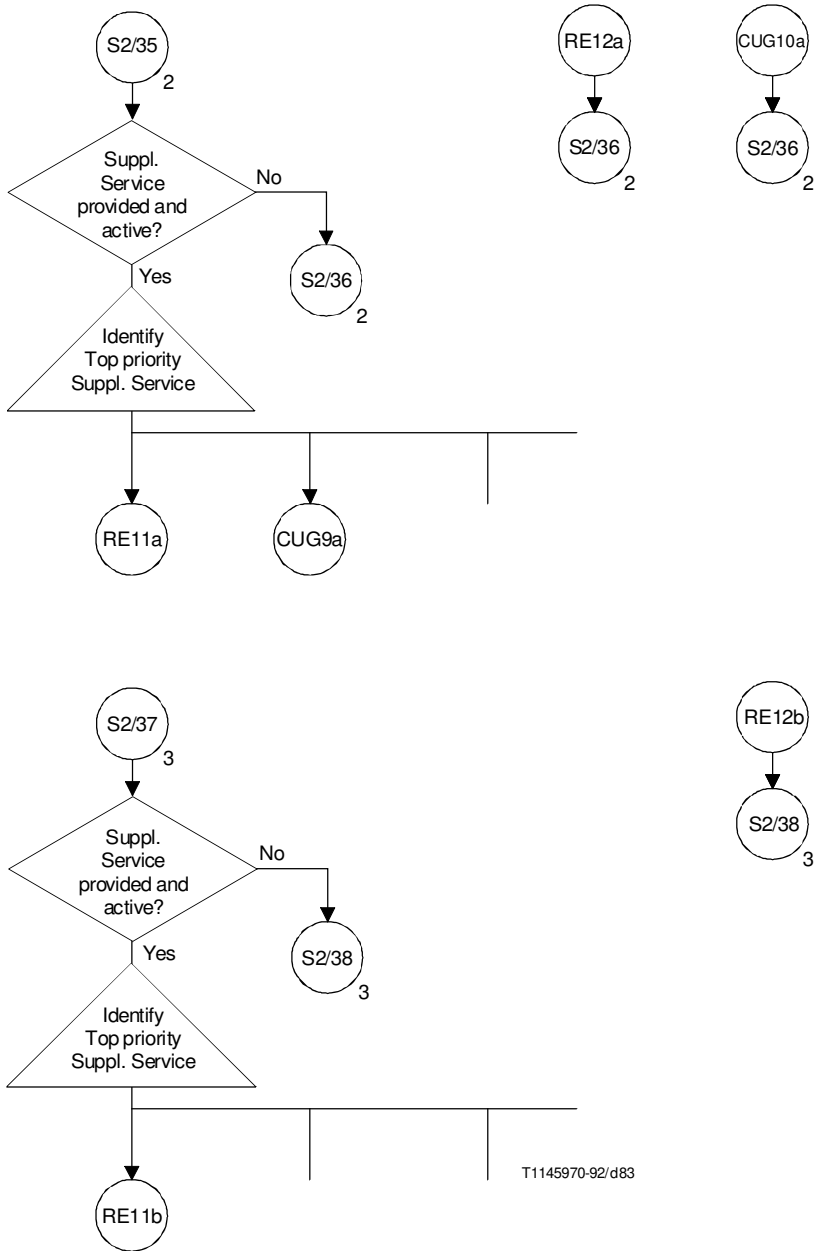 S2/35
2
Suppl.
Service
provided and
active?
No
S2/36
2
Yes
Identify
Top priority
Suppl. Service
RE11a
CUG9a
RE12a
S2/36
2
CUG10a
S2/36
2
S2/37
3
Suppl.
Service
provided and
active?
No
S2/38
3
Yes
Identify
Top priority
Suppl. Service
RE11b
RE12b
S2/38
3
T1145970-92/d83